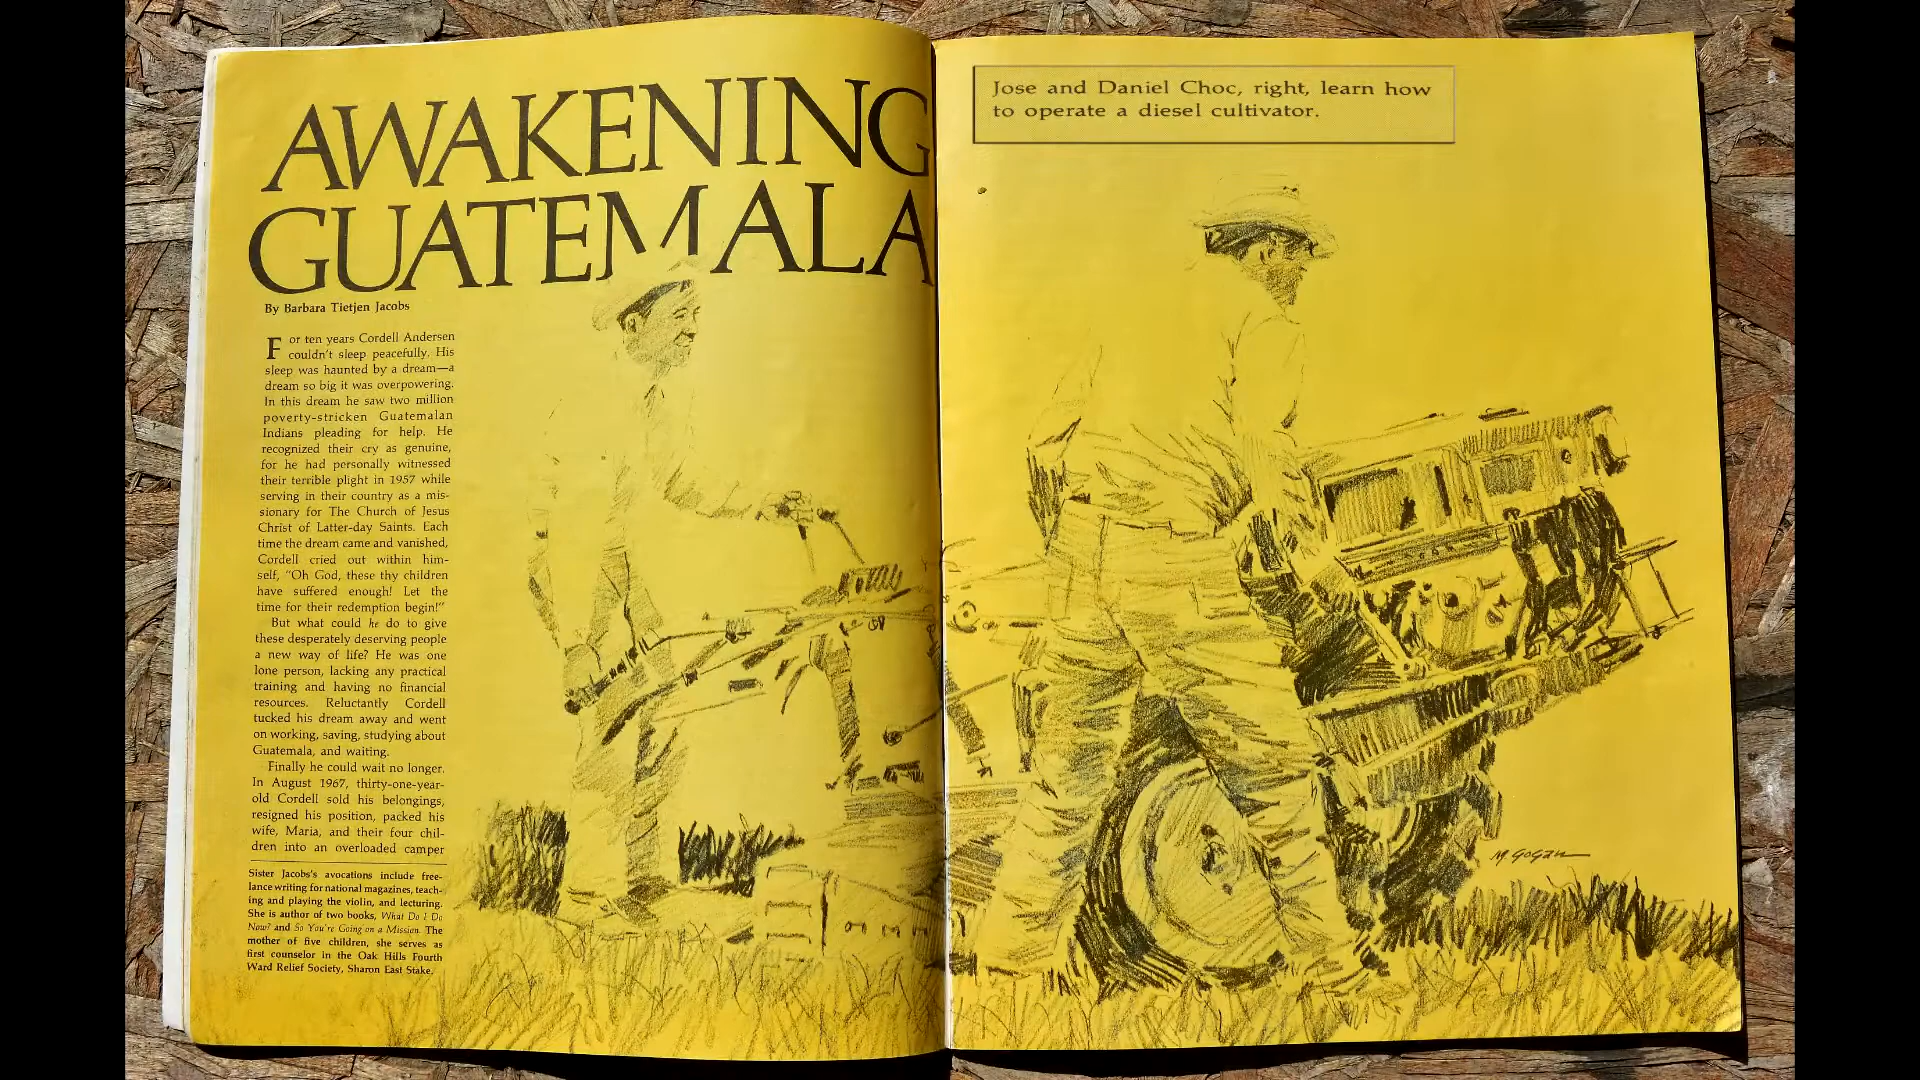 AWAKENING
GUATEMALA
By Barbara Tietjen Jacobs
For ten years Cordell Andersen
couldn't sleep peacefully. His
sleep was haunted by a dream—a
dream so big it was overpowering.
In this dream he saw two million
poverty-stricken Guatemalan
Indians pleading for help. He
recognized their cry as genuine,
for he had personally witnessed
their terrible plight in 1957 while
serving in their country as a mis-
sionary for The Church of Jesus
Christ of Latter-day Saints. Each
time the dream came and vanished,
Cordell cried out within him-
self, "Oh God, these thy children
have suffered enough! Let the
time for their redemption begin!"
But what could he do to give
these desperately deserving people
a new way of life? He was one
lone person, lacking any practical
training and having no financial
resources. Reluctantly Cordell
tucked his dream away and went
on working, saving, studying about
Guatemala, and waiting.
Finally he could wait no longer.
In August 1967, thirty-one-year-
old Cordell sold his belongings,
resigned his position, packed his
wife, Maria, and their four chil-
dren into an overloaded camper
Sister Jacobs's avocations include free-
lance writing for national magazines, teach-
ing and playing the violin, and lecturing.
She is author of two books, What Do I Do
Now? and So You're Going on a Mission. The
mother of five children, she serves as
first counselor in the Oak Hills Fourth
Ward Relief Society, Sharon East Stake.
Jose and Daniel Choc, right, learn how
to operate a diesel cultivator.
M. Gogan